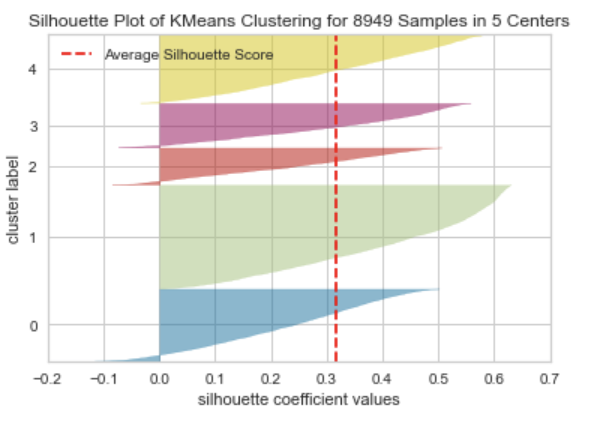 Silhouette Plot of KMeans Clustering for 8949 Samples in 5 Centers
Average Silhouette Score
4
3
2
1
0
cluster label
−0.2 −0.1 0.0 0.1 0.2 0.3 0.4 0.5 0.6 0.7
silhouette coefficient values